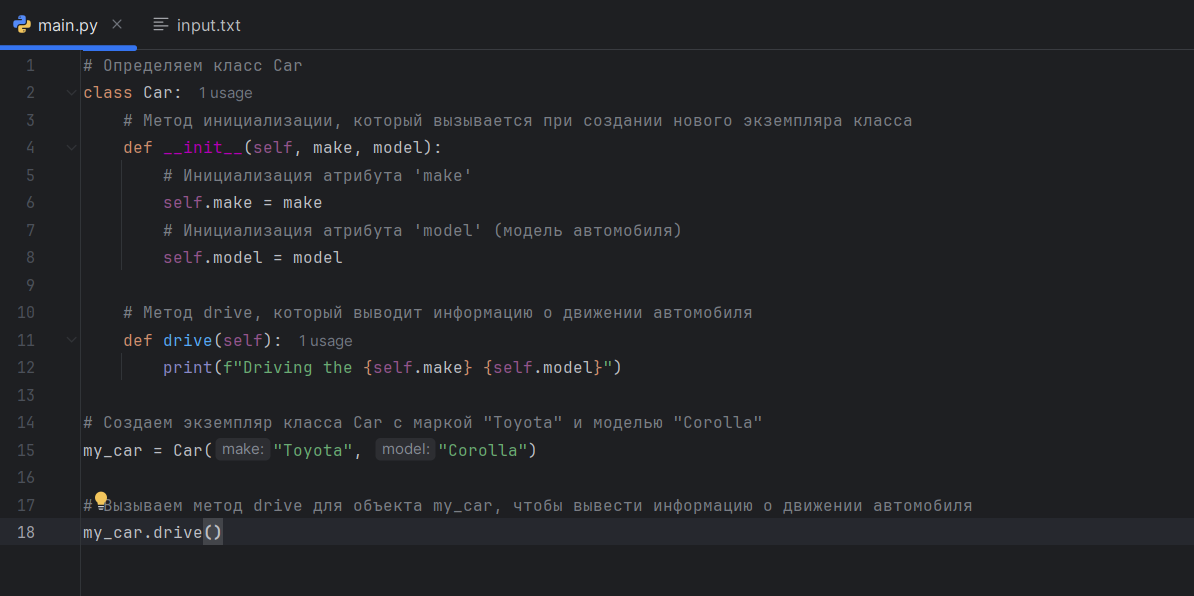 main.py
input.txt
1 # Определяем класс Car
2 class Car: 1 usage
3 # Метод инициализации, который вызывается при создании нового экземпляра класса
4 def __init__(self, make, model):
5 # Инициализация атрибута 'make'
6 self.make = make
7 # Инициализация атрибута 'model' (модель автомобиля)
8 self.model = model
9
10 # Метод drive, который выводит информацию о движении автомобиля
11 def drive(self): 1 usage
12 print(f"Driving the {self.make} {self.model}")
13
14 # Создаем экземпляр класса Car с маркой "Toyota" и моделью "Corolla"
15 my_car = Car( make: "Toyota", model: "Corolla")
16
17 # Вызываем метод drive для объекта my_car, чтобы вывести информацию о движении автомобиля
18 my_car.drive()